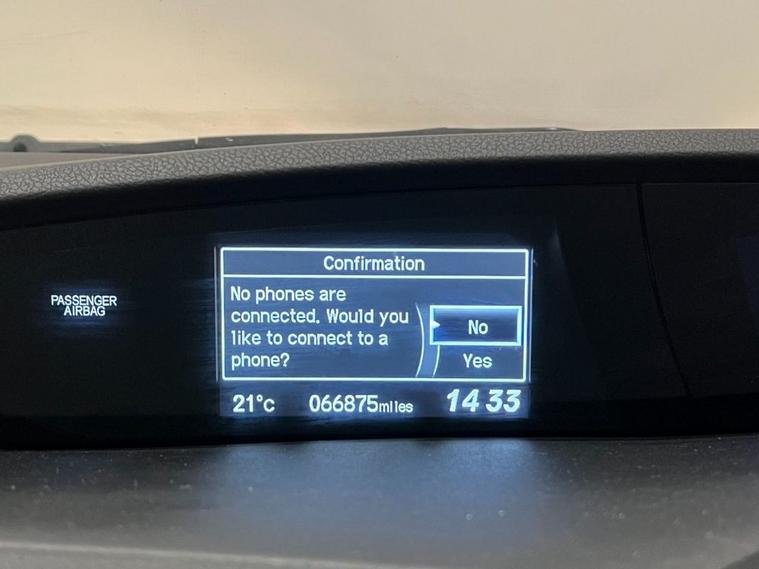 Confirmation
PASSENGER
AIRBAG
No phones are
connected. Would you
like to connect to a
phone?
No
Yes
21°c 066875miles 14 33